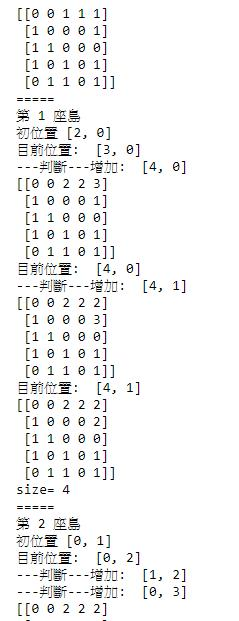 [[0 0 1 1 1]
 [1 0 0 0 1]
 [1 1 0 0 0]
 [1 0 1 0 1]
 [0 1 1 0 1]]
=====
第 1 座島
初位置 [2, 0]
目前位置:  [3, 0]
---判斷---增加:  [4, 0]
[[0 0 2 2 3]
 [1 0 0 0 1]
 [1 1 0 0 0]
 [1 0 1 0 1]
 [0 1 1 0 1]]
目前位置:  [4, 0]
---判斷---增加:  [4, 1]
[[0 0 2 2 2]
 [1 0 0 0 3]
 [1 1 0 0 0]
 [1 0 1 0 1]
 [0 1 1 0 1]]
目前位置:  [4, 1]
[[0 0 2 2 2]
 [1 0 0 0 2]
 [1 1 0 0 0]
 [1 0 1 0 1]
 [0 1 1 0 1]]
size= 4
=====
第 2 座島
初位置 [0, 1]
目前位置:  [0, 2]
---判斷---增加:  [1, 2]
---判斷---增加:  [0, 3]
[[0 0 2 2 2]